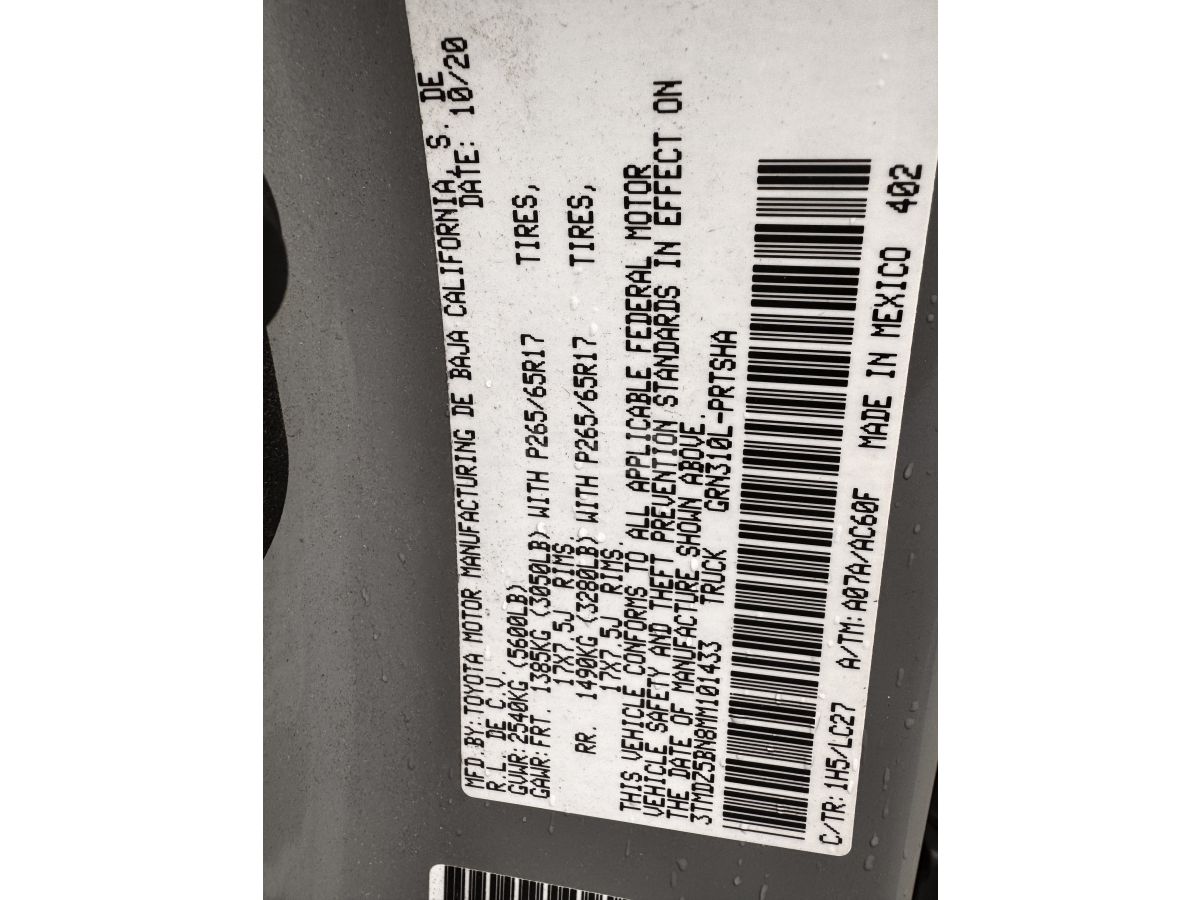 MFD.BY:TOYOTA MOTOR MANUFACTURING DE BAJA CALIFORNIA, S. DE
R.L. DE C.V. DATE: 10/20
GVWR:2540KG (5600LB)
GAWR:FRT. 1385KG (3050LB) WITH P265/65R17 TIRES,
17X7.5J RIMS,
RR. 1490KG (3280LB) WITH P265/65R17 TIRES,
17X7.5J RIMS.
THIS VEHICLE CONFORMS TO ALL APPLICABLE FEDERAL MOTOR
VEHICLE SAFETY AND THEFT PREVENTION STANDARDS IN EFFECT ON
THE DATE OF MANUFACTURE SHOWN ABOVE.
3TMDZ5BN8MM101433 TRUCK GRN310L-PRTSHA
C/TR:1H5/LC27 A/TM:A07A/AC60F MADE IN MEXICO 402